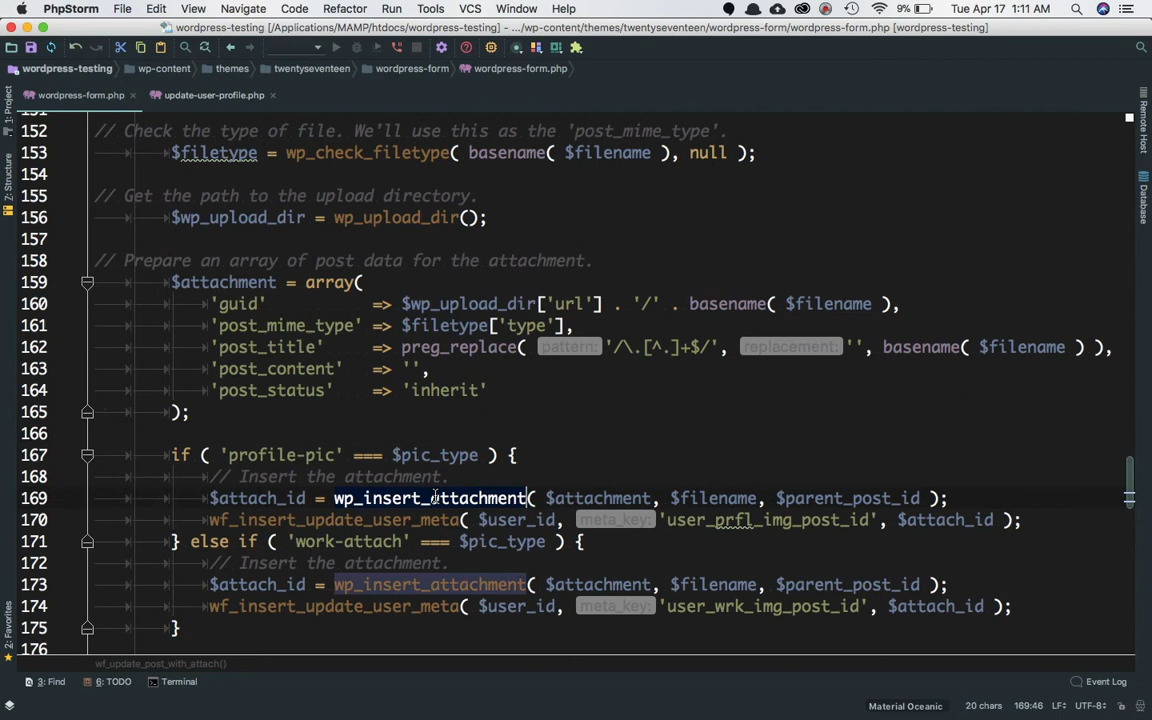 PhpStorm File Edit View Navigate Code Refactor Run Tools VCS Window Help 9% Tue Apr 17 1:11 AM
wordpress-testing [/Applications/MAMP/htdocs/wordpress-testing] - .../wp-content/themes/twentyseventeen/wordpress-form/wordpress-form.php [wordpress-testing]
wordpress-testing wp-content themes twentyseventeen wordpress-form wordpress-form.php
wordpress-form.php update-user-profile.php
1: Project
Z: Structure
2: Favorites
Remote Host
Database
151
152 // Check the type of file. We'll use this as the 'post_mime_type'.
153 $filetype = wp_check_filetype( basename( $filename ), null );
154
155 // Get the path to the upload directory.
156 $wp_upload_dir = wp_upload_dir();
157
158 // Prepare an array of post data for the attachment.
159 $attachment = array(
160 'guid' => $wp_upload_dir['url'] . '/' . basename( $filename ),
161 'post_mime_type' => $filetype['type'],
162 'post_title' => preg_replace( pattern: '/\.[^.]+$/', replacement: '', basename( $filename ) ),
163 'post_content' => '',
164 'post_status' => 'inherit'
165 );
166
167 if ( 'profile-pic' === $pic_type ) {
168 // Insert the attachment.
169 $attach_id = wp_insert_attachment( $attachment, $filename, $parent_post_id );
170 wf_insert_update_user_meta( $user_id, meta_key: 'user_prfl_img_post_id', $attach_id );
171 } else if ( 'work-attach' === $pic_type ) {
172 // Insert the attachment.
173 $attach_id = wp_insert_attachment( $attachment, $filename, $parent_post_id );
174 wf_insert_update_user_meta( $user_id, meta_key: 'user_wrk_img_post_id', $attach_id );
175 }
176
wf_update_post_with_attach()
3: Find 6: TODO Terminal Event Log
Material Oceanic 20 chars 169:46 LF UTF-8